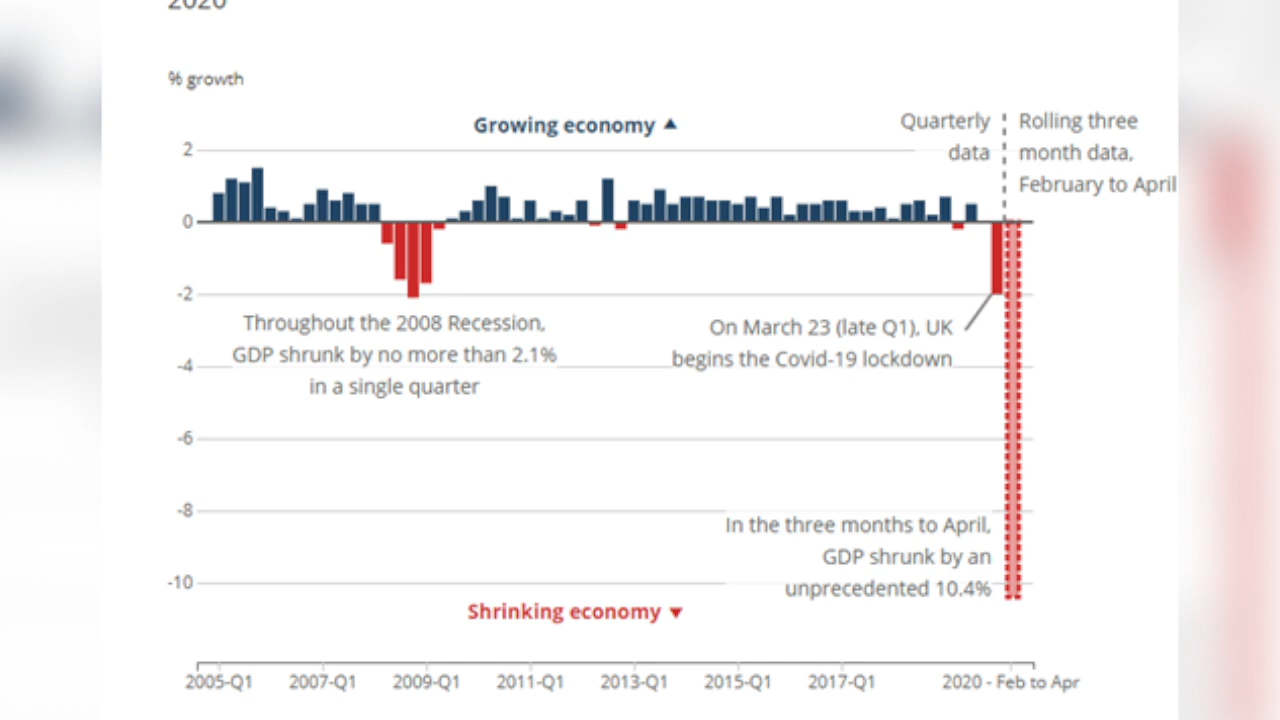 2020
% growth
Growing economy ▲
Quarterly
data
Rolling three
month data,
February to April
2
0
-2
-4
-6
-8
-10
Throughout the 2008 Recession,
GDP shrunk by no more than 2.1%
in a single quarter
On March 23 (late Q1), UK
begins the Covid-19 lockdown
In the three months to April,
GDP shrunk by an
unprecedented 10.4%
Shrinking economy ▼
2005-Q1
2007-Q1
2009-Q1
2011-Q1
2013-Q1
2015-Q1
2017-Q1
2020 - Feb to Apr